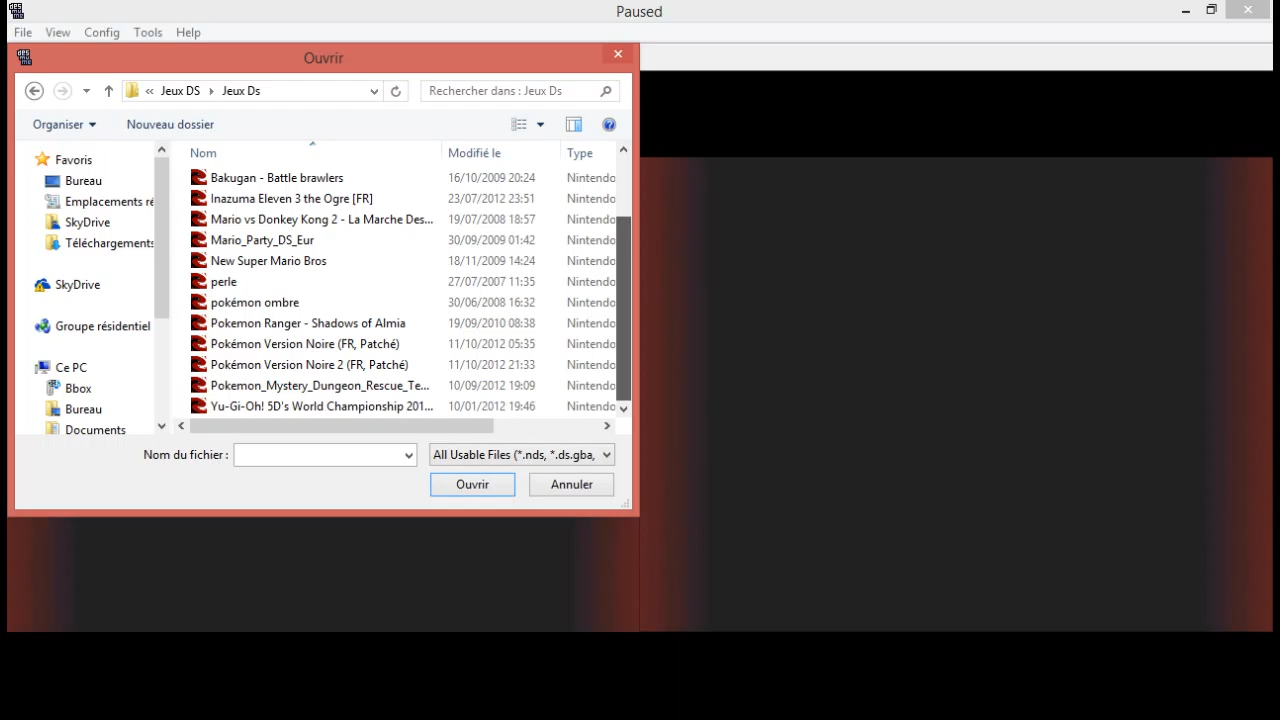 Paused
File View Config Tools Help
Ouvrir
« Jeux DS Jeux Ds Rechercher dans : Jeux Ds
Organiser Nouveau dossier
Nom Modifié le Type
Favoris
Bureau
Emplacements ré
SkyDrive
Téléchargements
SkyDrive
Groupe résidentiel
Ce PC
Bbox
Bureau
Documents
Bakugan - Battle brawlers 16/10/2009 20:24 Nintendo
Inazuma Eleven 3 the Ogre [FR] 23/07/2012 23:51 Nintendo
Mario vs Donkey Kong 2 - La Marche Des... 19/07/2008 18:57 Nintendo
Mario_Party_DS_Eur 30/09/2009 01:42 Nintendo
New Super Mario Bros 18/11/2009 14:24 Nintendo
perle 27/07/2007 11:35 Nintendo
pokémon ombre 30/06/2008 16:32 Nintendo
Pokemon Ranger - Shadows of Almia 19/09/2010 08:38 Nintendo
Pokémon Version Noire (FR, Patché) 11/10/2012 05:35 Nintendo
Pokémon Version Noire 2 (FR, Patché) 11/10/2012 21:33 Nintendo
Pokemon_Mystery_Dungeon_Rescue_Te... 10/09/2012 19:09 Nintendo
Yu-Gi-Oh! 5D's World Championship 201... 10/01/2012 19:46 Nintendo
Nom du fichier : All Usable Files (*.nds, *.ds.gba,
Ouvrir Annuler